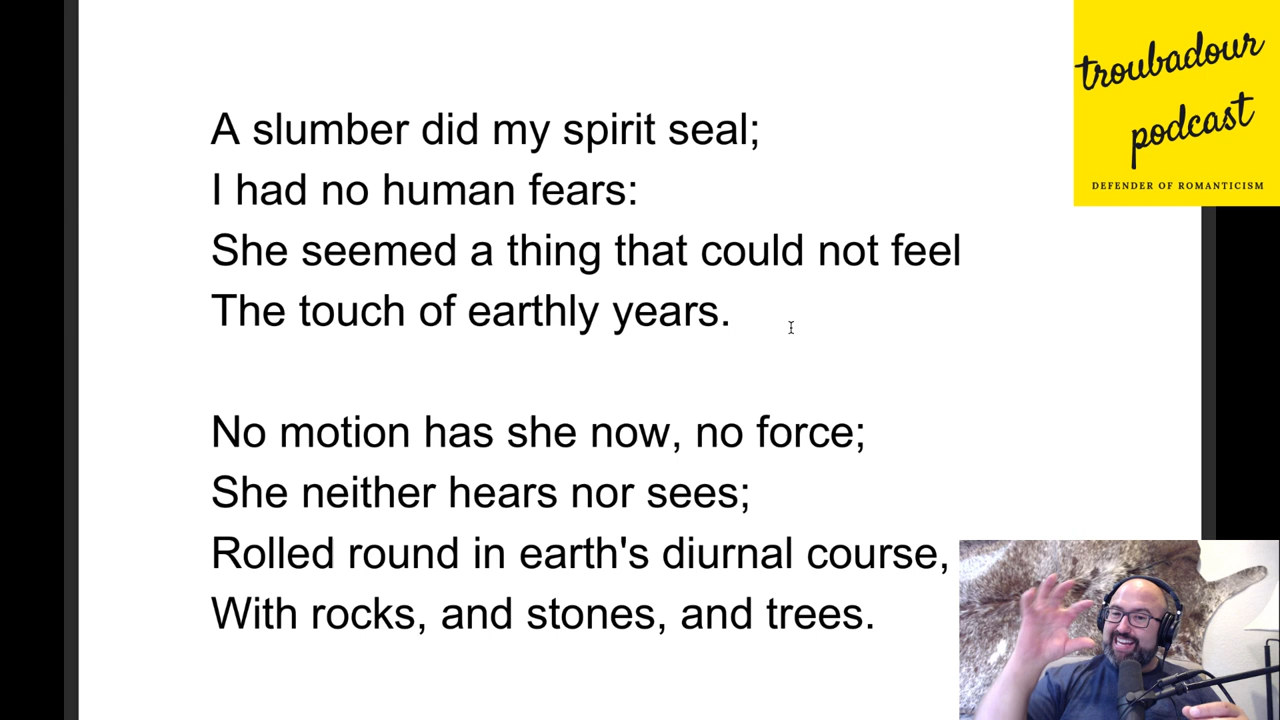 troubadour
podcast
DEFENDER OF ROMANTICISM
A slumber did my spirit seal;
I had no human fears:
She seemed a thing that could not feel
The touch of earthly years.
No motion has she now, no force;
She neither hears nor sees;
Rolled round in earth's diurnal course,
With rocks, and stones, and trees.